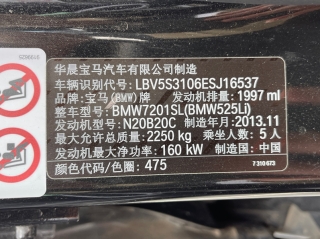 华晨宝马汽车有限公司制造
车辆识别代号: LBV5S3106ESJ16537
品牌: 宝马(BMW)牌 发动机排量: 1997 ml
整车型号: BMW7201SL(BMW525Li)
发动机型号: N20B20C 制造年月: 2013.11
最大允许总质量: 2250 kg 乘坐人数: 5 人
发动机最大净功率: 160 kW 制造国: 中国
颜色代码/色圈: 475
7 310 673